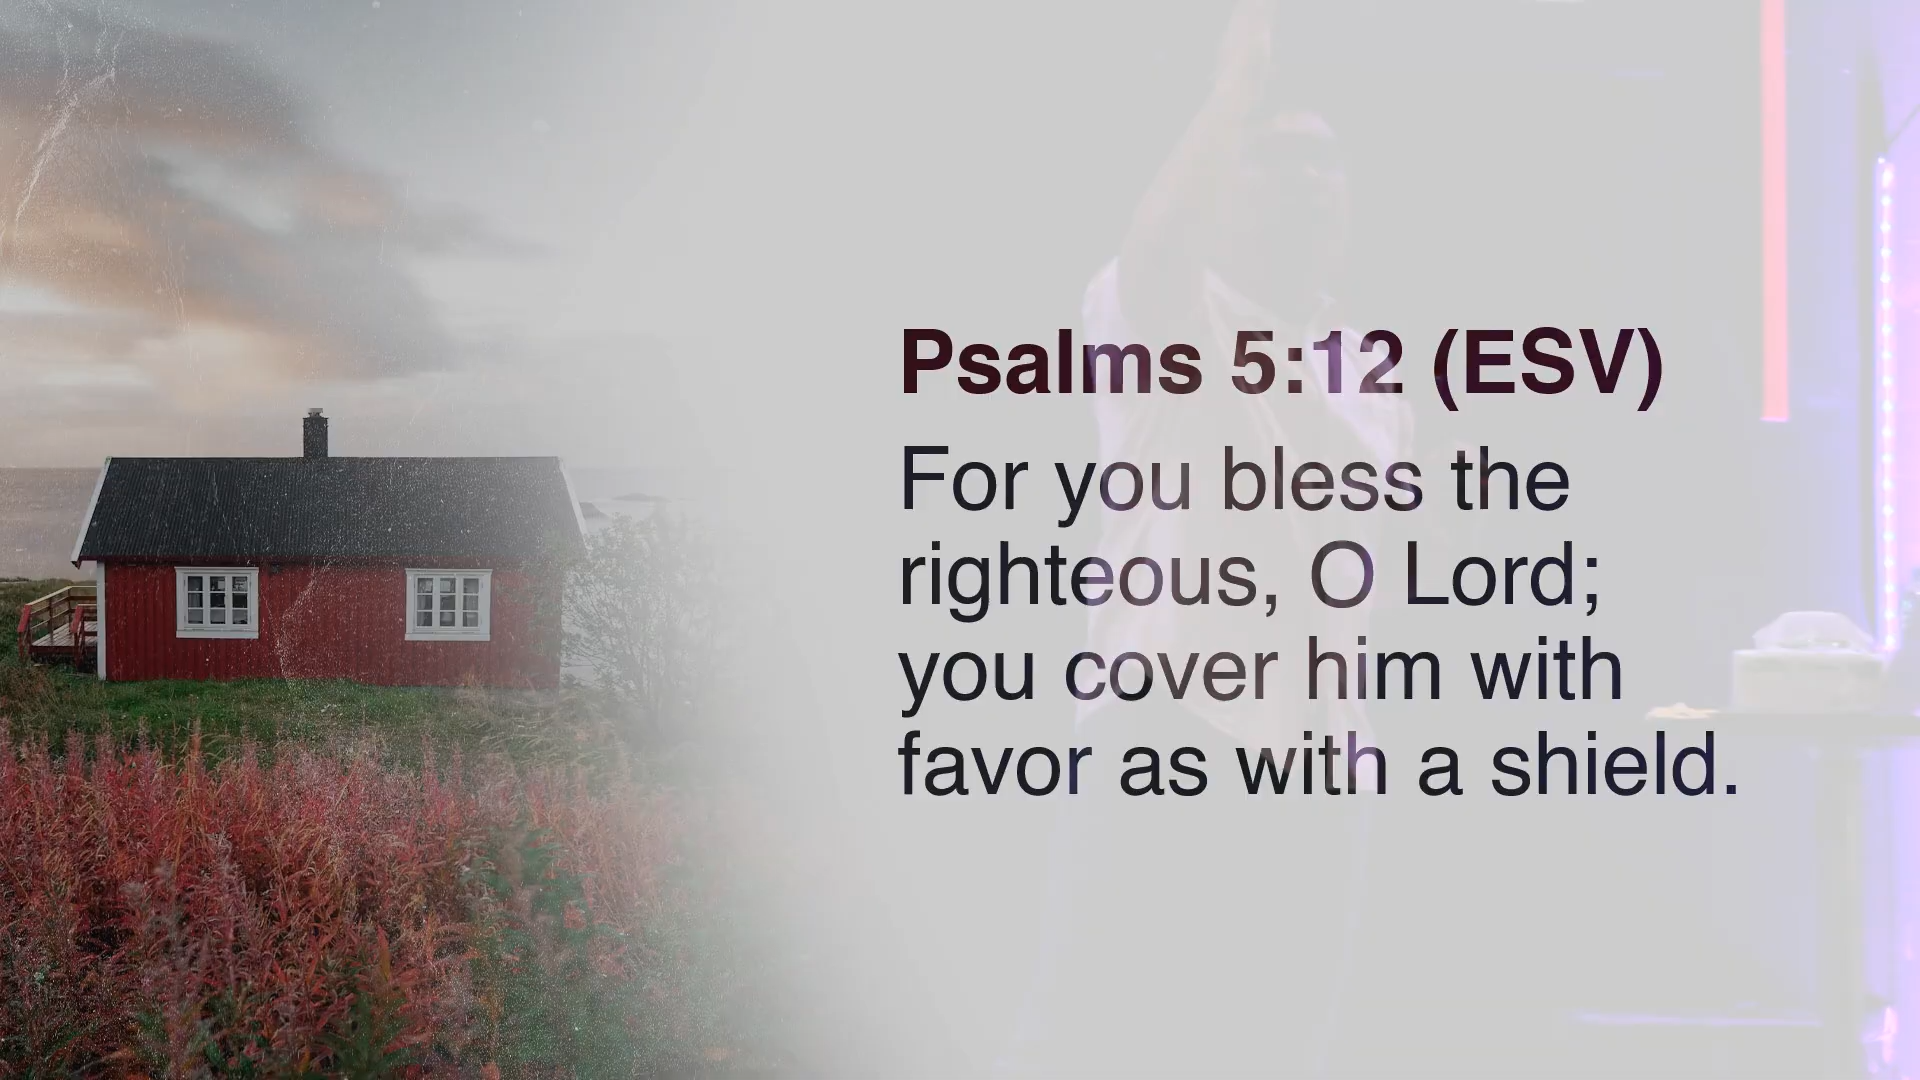 Psalms 5:12 (ESV)
For you bless the
righteous, O Lord;
you cover him with
favor as with a shield.